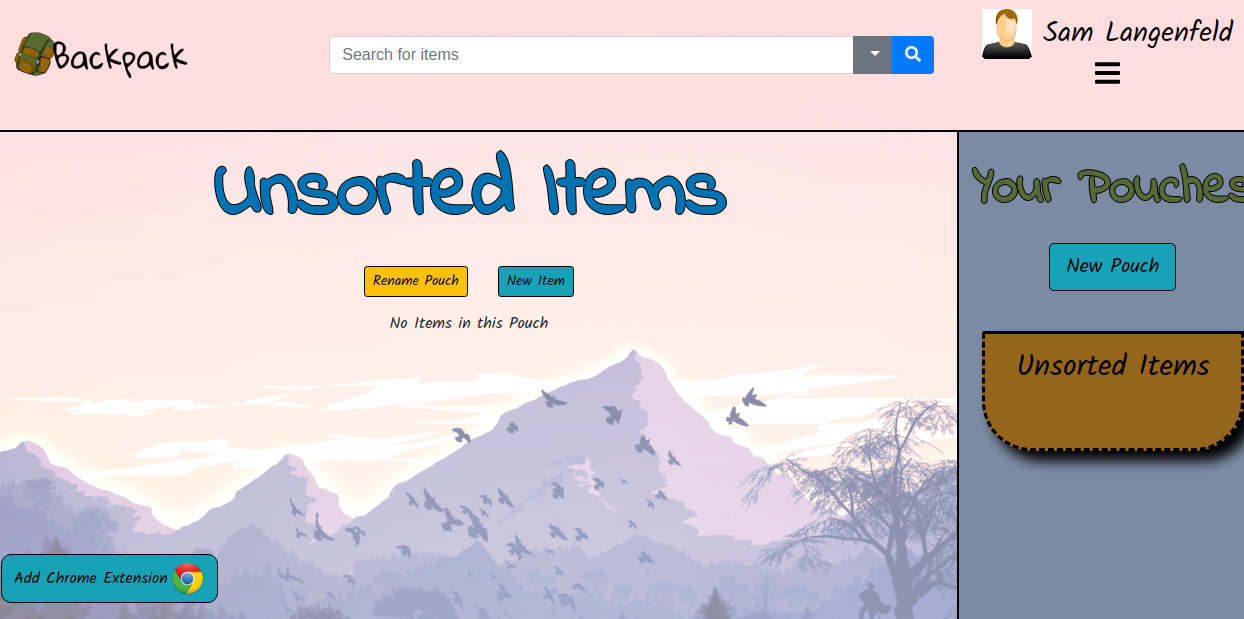 Backpack
Search for items
Sam Langenfeld
Unsorted Items
Rename Pouch
New Item
No Items in this Pouch
Your Pouches
New Pouch
Unsorted Items
Add Chrome Extension